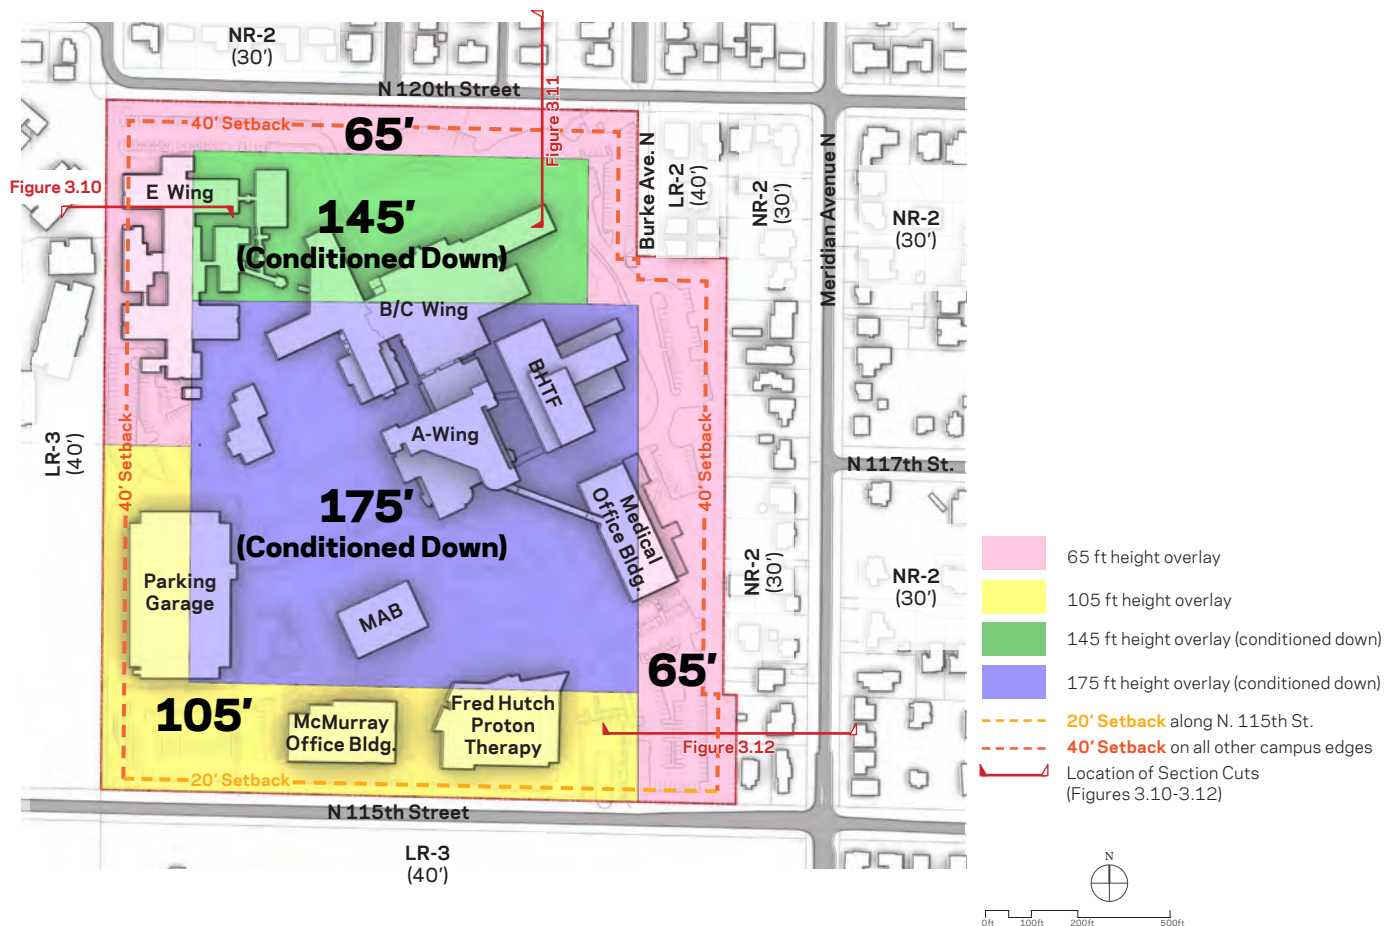 NR-2
(30′)
N 120th Street
Figure 3.11
40′ Setback
65′
Figure 3.10
E Wing
145′
(Conditioned Down)
B/C Wing
Burke Ave. N
LR-2
(40′)
NR-2
(30′)
Meridian Avenue N
NR-2
(30′)
BHTF
A-Wing
LR-3
(40′)
40′ Setback
40′ Setback
N 117th St.
175′
(Conditioned Down)
Medical
Office Bldg.
Parking
Garage
MAB
NR-2
(30′)
NR-2
(30′)
65′
105′
McMurray
Office Bldg.
Fred Hutch
Proton
Therapy
Figure 3.12
20′ Setback
N 115th Street
LR-3
(40′)
65 ft height overlay
105 ft height overlay
145 ft height overlay (conditioned down)
175 ft height overlay (conditioned down)
20′ Setback along N. 115th St.
40′ Setback on all other campus edges
Location of Section Cuts
(Figures 3.10-3.12)
N
0ft 100ft 200ft 500ft